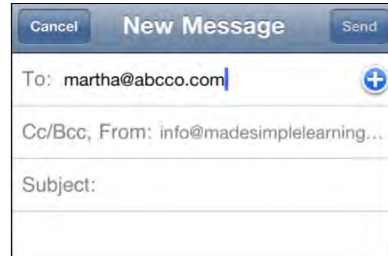 Cancel New Message Send
To: martha@abcco.com
Cc/Bcc, From: info@madesimplelearning...
Subject: